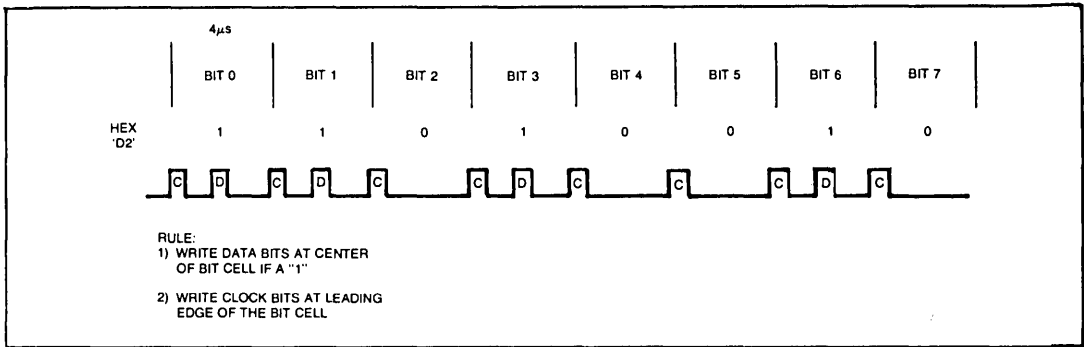 4μs
BIT 0 BIT 1 BIT 2 BIT 3 BIT 4 BIT 5 BIT 6 BIT 7
HEX 1 1 0 1 0 0 1 0
'D2'
C D C D C C D C C C D C
RULE:
1) WRITE DATA BITS AT CENTER
OF BIT CELL IF A "1"
2) WRITE CLOCK BITS AT LEADING
EDGE OF THE BIT CELL